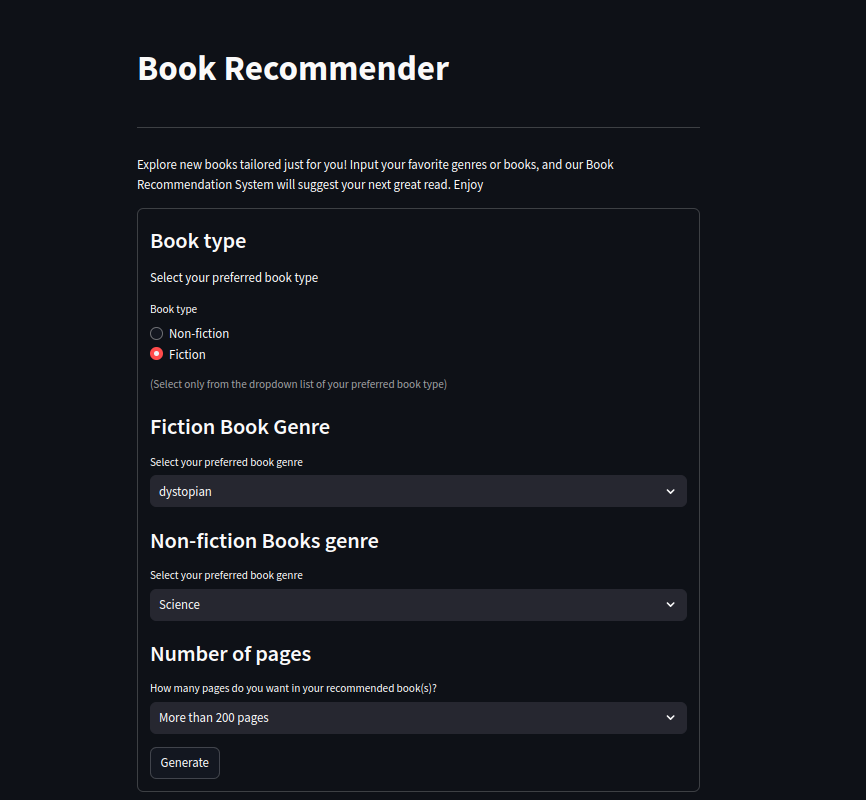 Book Recommender
Explore new books tailored just for you! Input your favorite genres or books, and our Book
Recommendation System will suggest your next great read. Enjoy
Book type
Select your preferred book type
Book type
Non-fiction
Fiction
(Select only from the dropdown list of your preferred book type)
Fiction Book Genre
Select your preferred book genre
dystopian
Non-fiction Books genre
Select your preferred book genre
Science
Number of pages
How many pages do you want in your recommended book(s)?
More than 200 pages
Generate